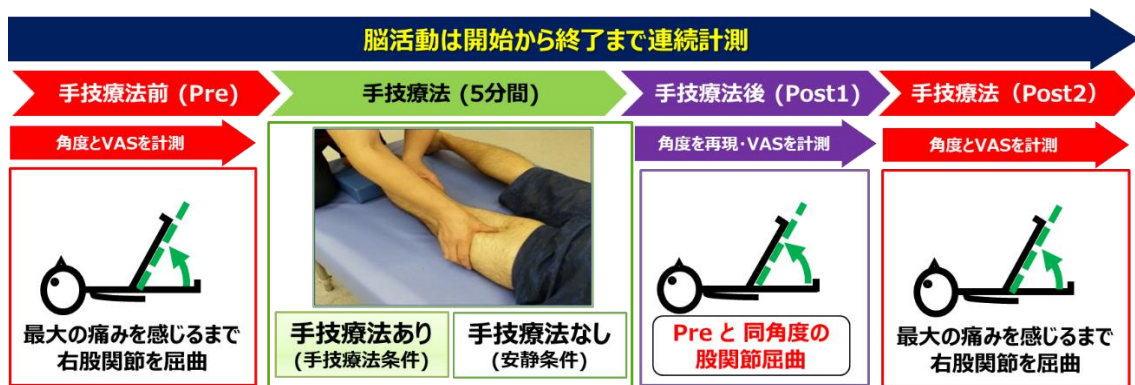 脳活動は開始から終了まで連続計測
手技療法前 (Pre)
手技療法 (5分間)
手技療法後 (Post1)
手技療法（Post2）
角度とVASを計測
角度を再現・VASを計測
角度とVASを計測
最大の痛みを感じるまで
右股関節を屈曲
手技療法あり
(手技療法条件)
手技療法なし
(安静条件)
Preと 同角度の
股関節屈曲
最大の痛みを感じるまで
右股関節を屈曲